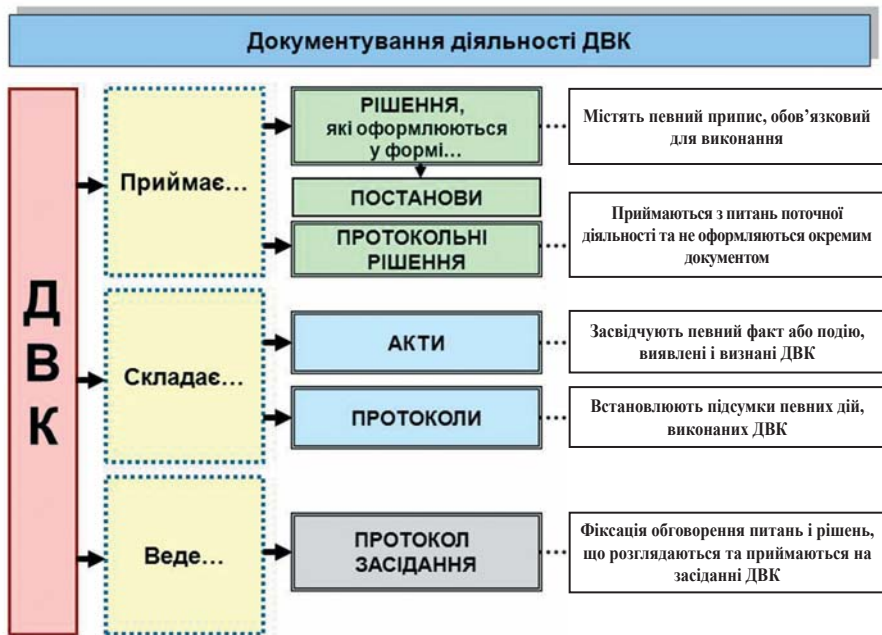 Документування діяльності ДВК
ДВК
Приймає…
РІШЕННЯ,
які оформлюються
у формі…
Містять певний припис, обов’язковий
для виконання
ПОСТАНОВИ
ПРОТОКОЛЬНІ
РІШЕННЯ
Приймаються з питань поточної
діяльності та не оформляються окремим
документом
Складає…
АКТИ
Засвідчують певний факт або подію,
виявлені і визнані ДВК
ПРОТОКОЛИ
Встановлюють підсумки певних дій,
виконаних ДВК
Веде…
ПРОТОКОЛ
ЗАСІДАННЯ
Фіксація обговорення питань і рішень,
що розглядаються та приймаються на
засіданні ДВК